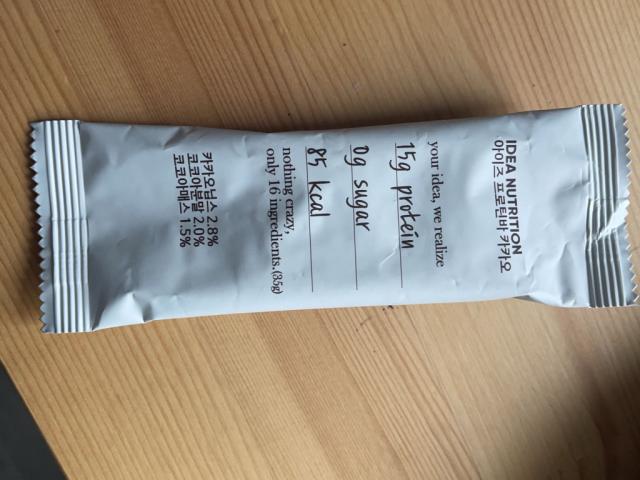 IDEA NUTRITION
아이즈 프로틴바 카카오
your idea, we realize
15g protein
0g sugar
85 kcal
nothing crazy,
only 16 ingredients.(35g)
카카오닙스 2.8%
코코아분말 2.0%
코코아매스 1.5%